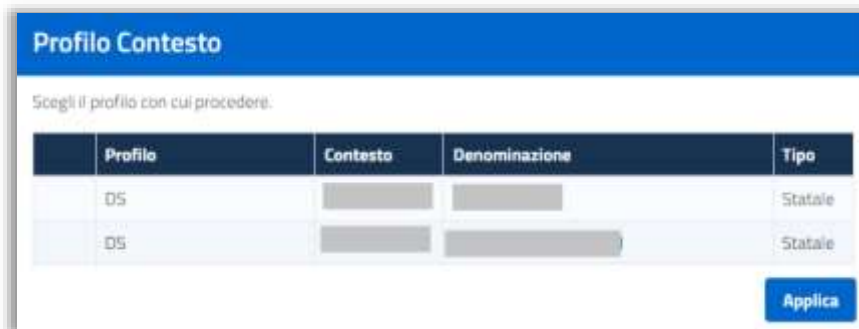 Profilo Contesto
Scegli il profilo con cui procedere.
Profilo Contesto Denominazione Tipo
DS Statale
DS Statale
Applica